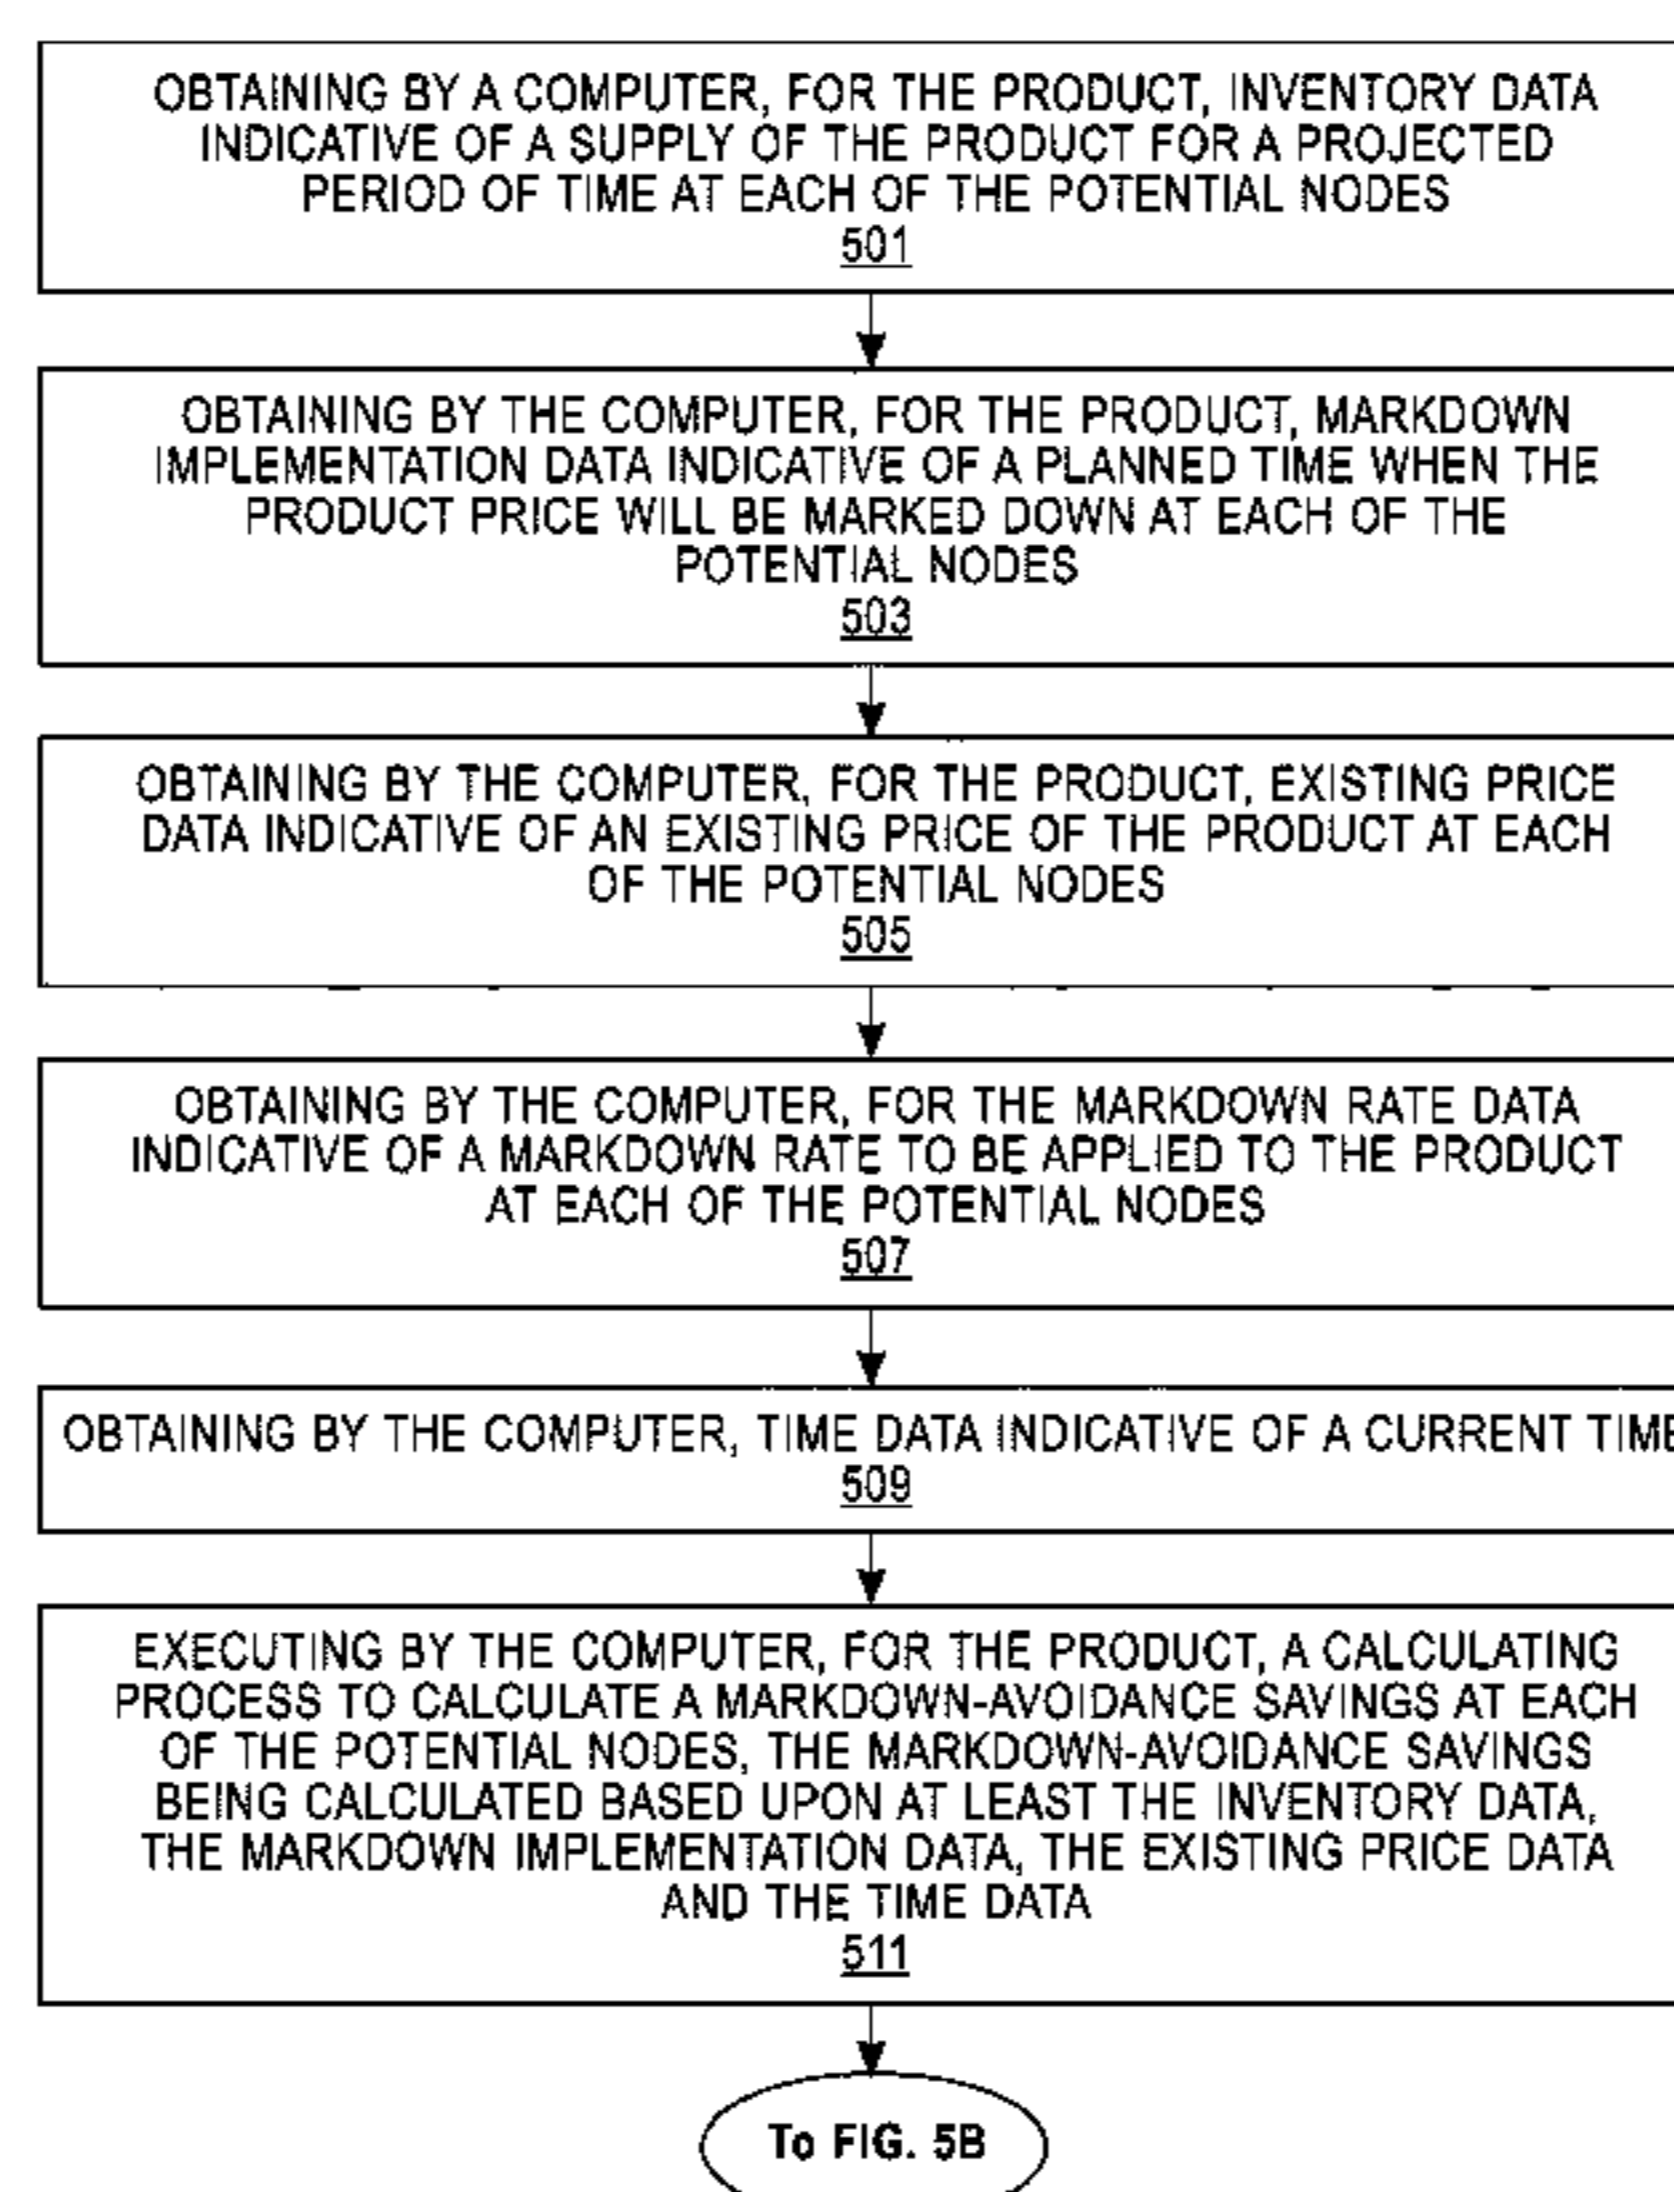 OBTAINING BY A COMPUTER, FOR THE PRODUCT, INVENTORY DATA
INDICATIVE OF A SUPPLY OF THE PRODUCT FOR A PROJECTED
PERIOD OF TIME AT EACH OF THE POTENTIAL NODES
501
OBTAINING BY THE COMPUTER, FOR THE PRODUCT, MARKDOWN
IMPLEMENTATION DATA INDICATIVE OF A PLANNED TIME WHEN THE
PRODUCT PRICE WILL BE MARKED DOWN AT EACH OF THE
POTENTIAL NODES
503
OBTAINING BY THE COMPUTER, FOR THE PRODUCT, EXISTING PRICE
DATA INDICATIVE OF AN EXISTING PRICE OF THE PRODUCT AT EACH
OF THE POTENTIAL NODES
505
OBTAINING BY THE COMPUTER, FOR THE MARKDOWN RATE DATA
INDICATIVE OF A MARKDOWN RATE TO BE APPLIED TO THE PRODUCT
AT EACH OF THE POTENTIAL NODES
507
OBTAINING BY THE COMPUTER, TIME DATA INDICATIVE OF A CURRENT TIME
509
EXECUTING BY THE COMPUTER, FOR THE PRODUCT, A CALCULATING
PROCESS TO CALCULATE A MARKDOWN-AVOIDANCE SAVINGS AT EACH
OF THE POTENTIAL NODES, THE MARKDOWN-AVOIDANCE SAVINGS
BEING CALCULATED BASED UPON AT LEAST THE INVENTORY DATA,
THE MARKDOWN IMPLEMENTATION DATA, THE EXISTING PRICE DATA
AND THE TIME DATA
511
To FIG. 5B